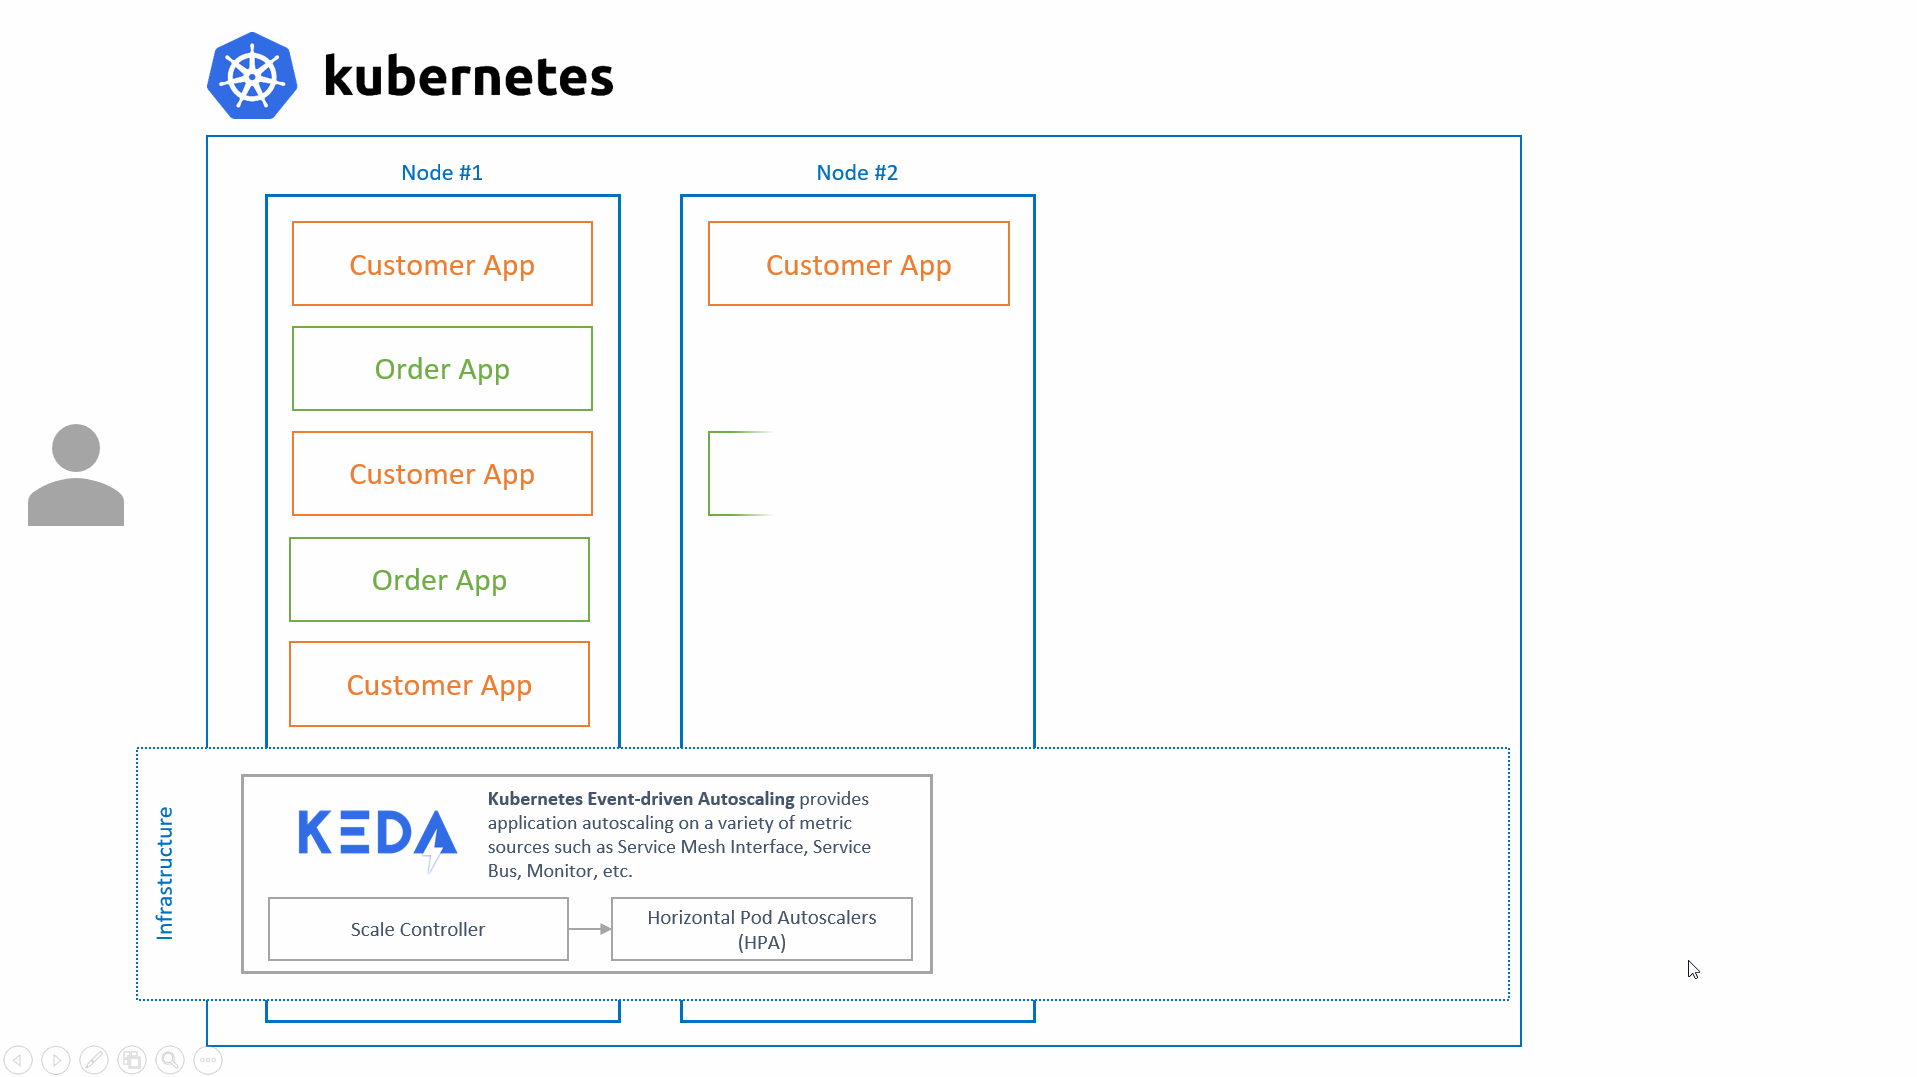 kubernetes
Node #1
Node #2
Customer App
Customer App
Order App
Customer App
Order App
Customer App
Infrastructure
KEDA
Kubernetes Event-driven Autoscaling provides
application autoscaling on a variety of metric
sources such as Service Mesh Interface, Service
Bus, Monitor, etc.
Scale Controller
Horizontal Pod Autoscalers
(HPA)